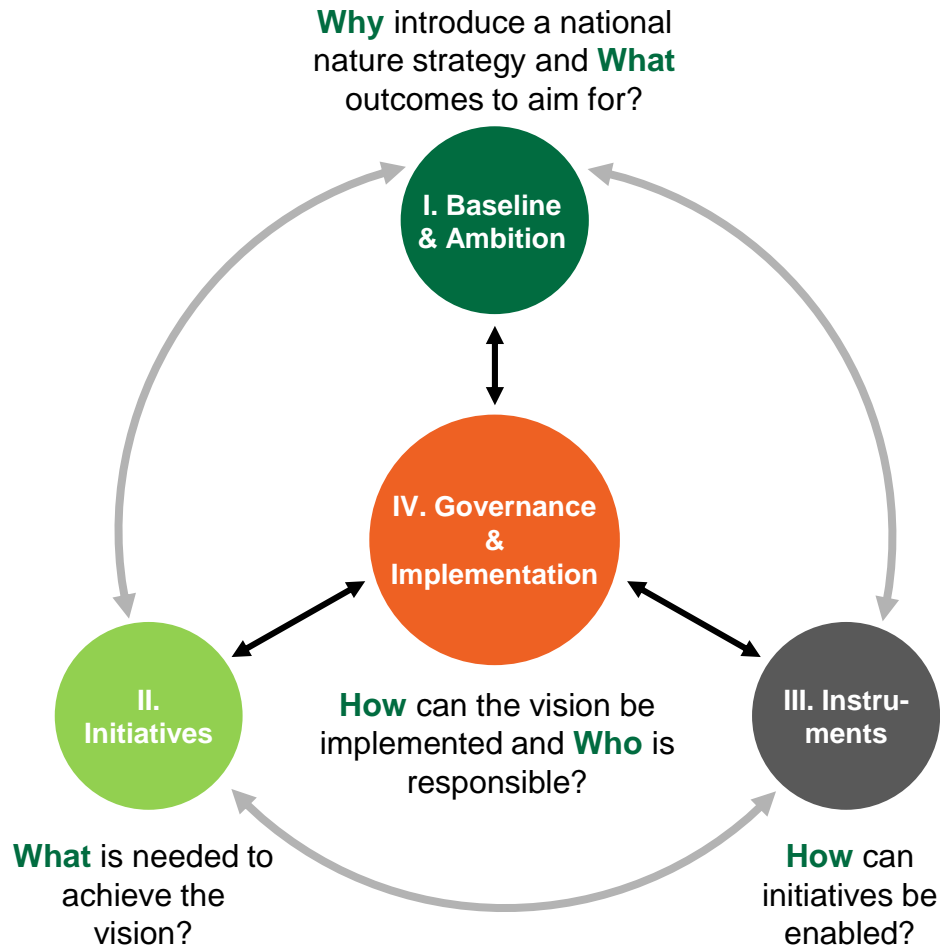 Why introduce a national
nature strategy and What
outcomes to aim for?
I. Baseline
& Ambition
IV. Governance
&
Implementation
II.
Initiatives
III. Instru-
ments
How can the vision be
implemented and Who is
responsible?
What is needed to
achieve the
vision?
How can
initiatives be
enabled?